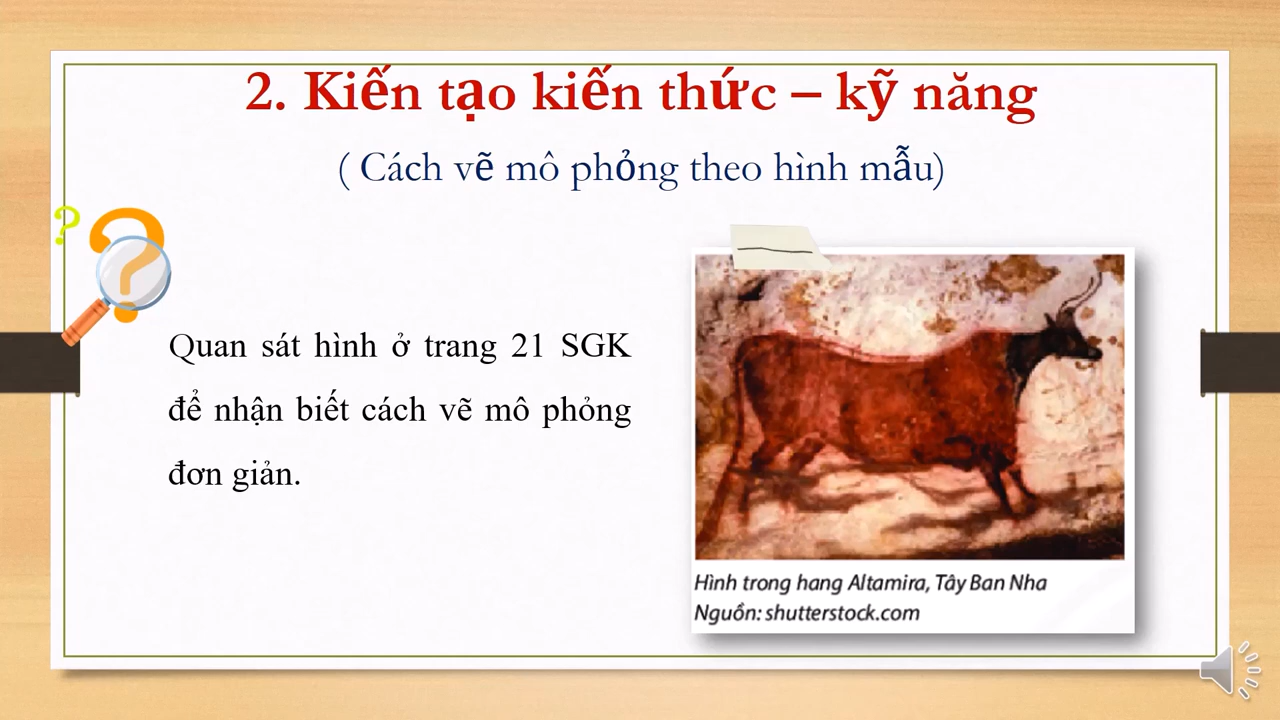 2. Kiến tạo kiến thức – kỹ năng
( Cách vẽ mô phỏng theo hình mẫu)
Quan sát hình ở trang 21 SGK
để nhận biết cách vẽ mô phỏng
đơn giản.
Hình trong hang Altamira, Tây Ban Nha
Nguồn: shutterstock.com